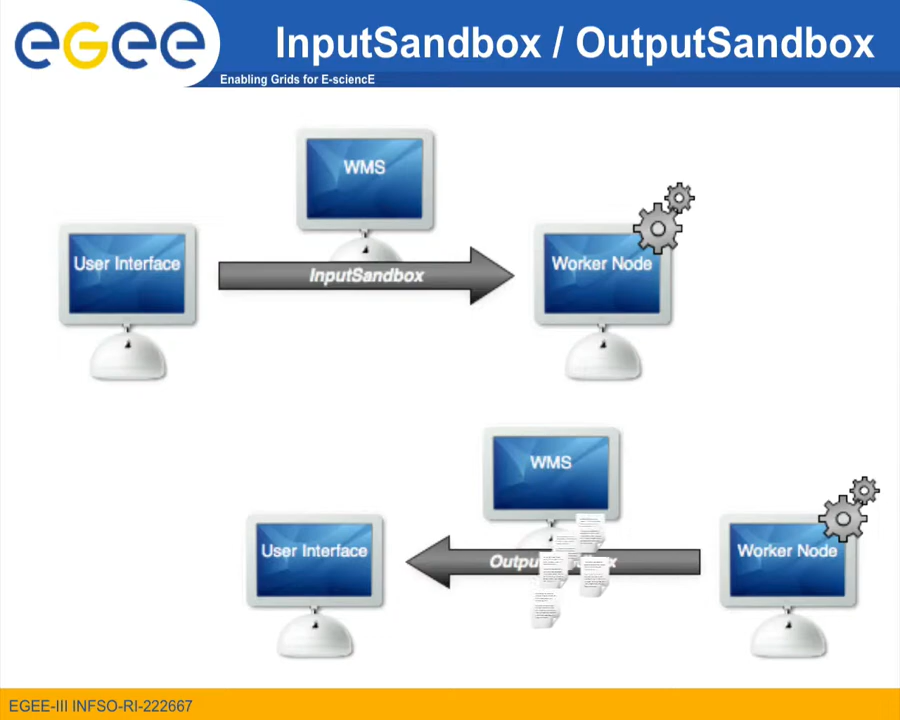 egee
InputSandbox / OutputSandbox
Enabling Grids for E-sciencE
WMS
User Interface
Worker Node
InputSandbox
WMS
User Interface
Worker Node
EGEE-III INFSO-RI-222667